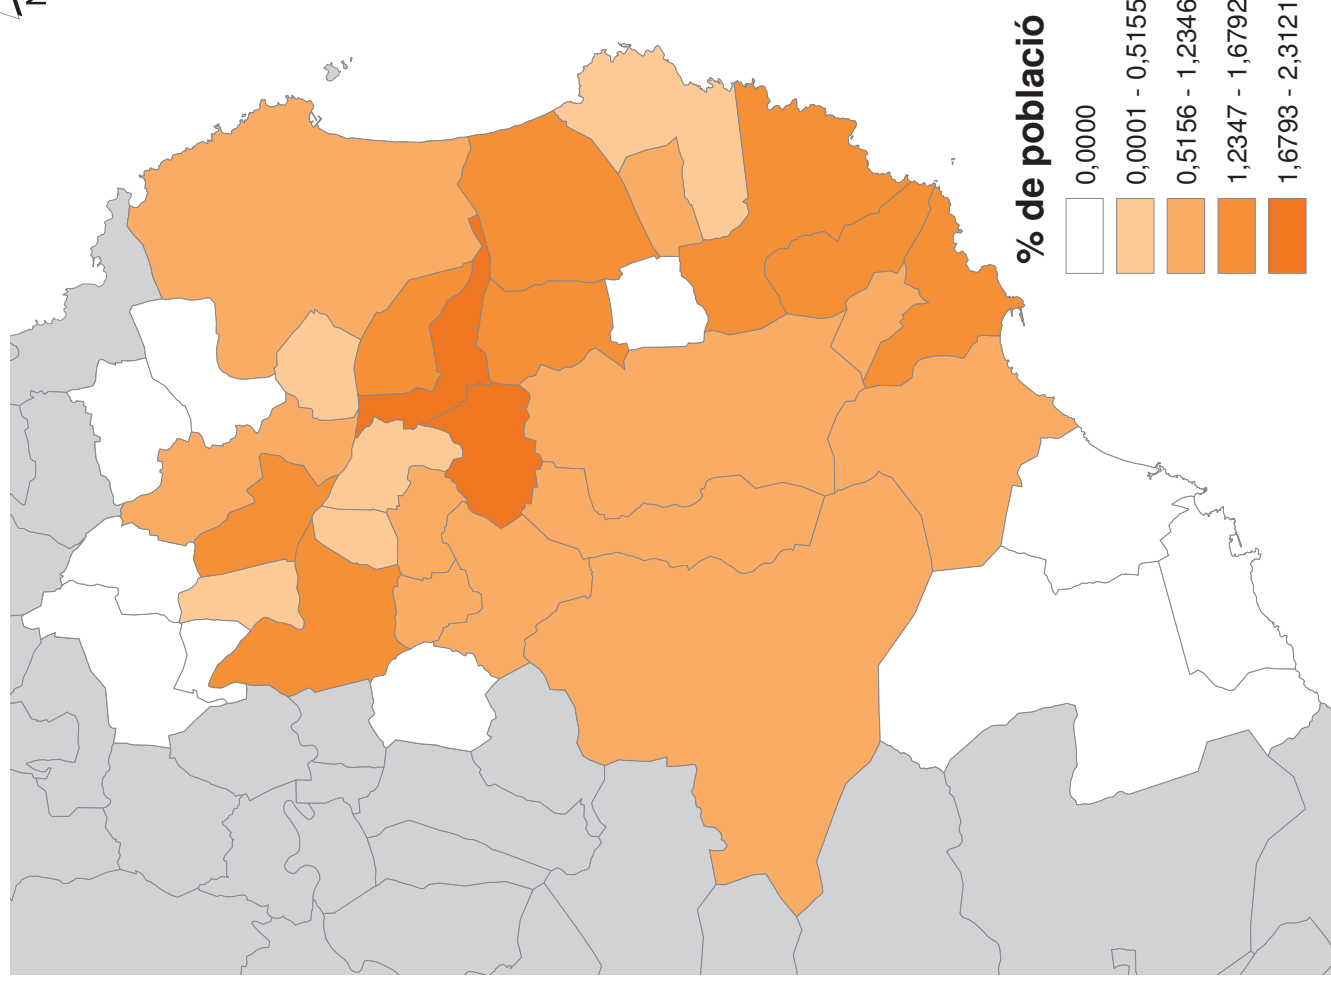 N
% de població
0,0000
0,0001 - 0,5155
0,5156 - 1,2346
1,2347 - 1,6792
1,6793 - 2,3121